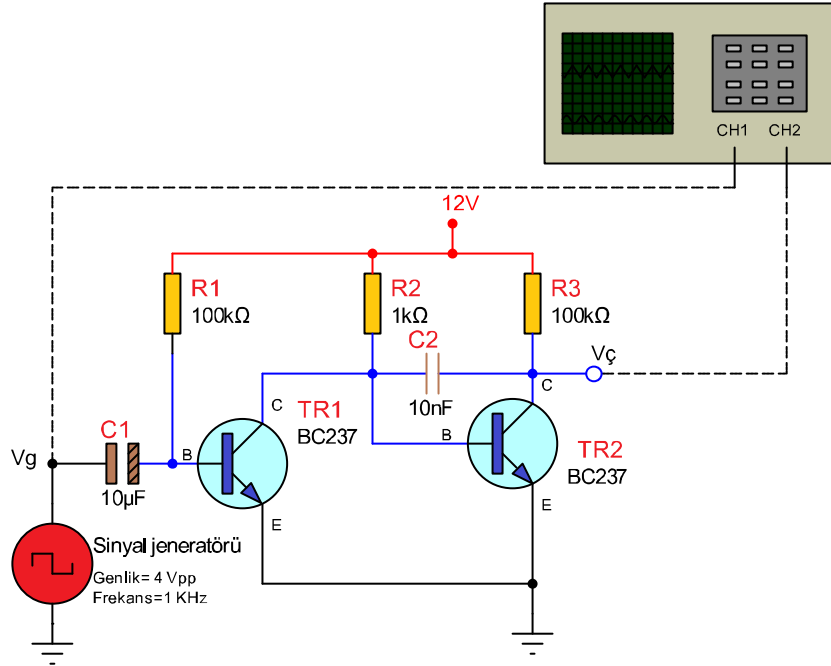 CH1 CH2
12V
R1
100kΩ
R2
1kΩ
R3
100kΩ
C2
10nF
Vç
C
TR1
BC237
C
TR2
BC237
B
E
Vg
C1
10µF
B
E
Sinyal jeneratörü
Genlik= 4 Vpp
Frekans=1 KHz